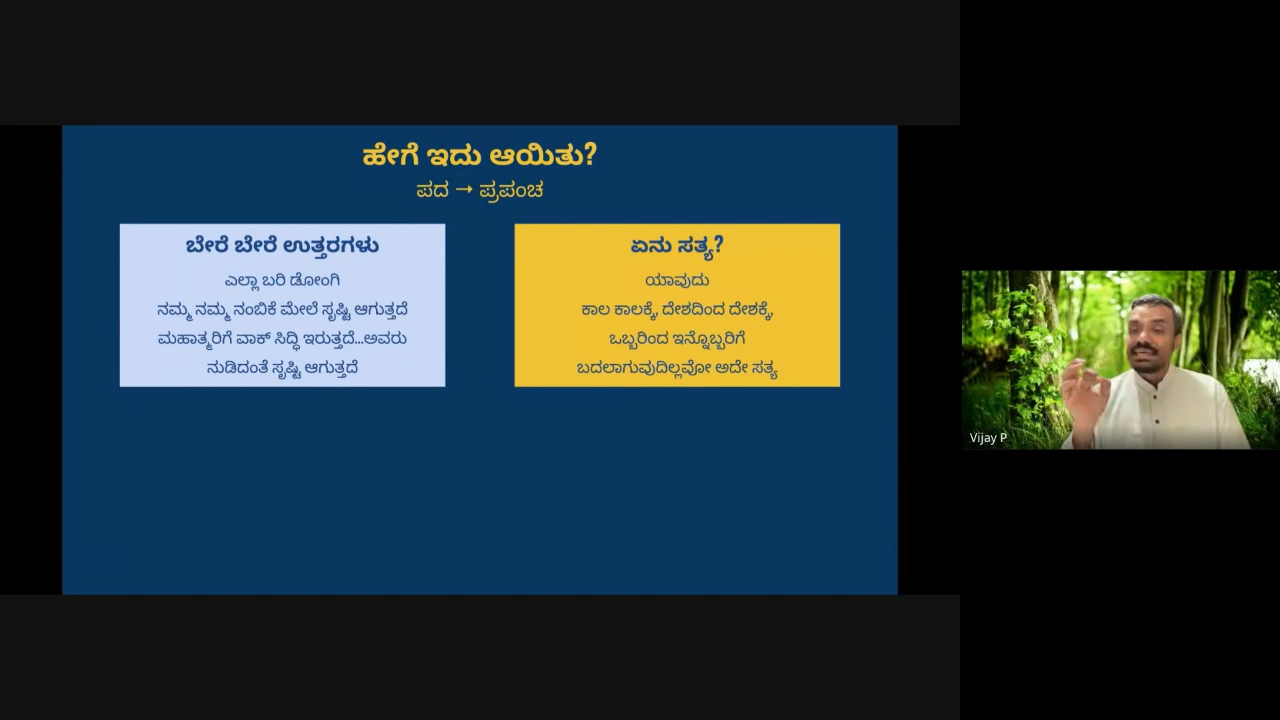 ಹೇಗೆ ಇದು ಆಯಿತು?
ಪದ → ಪ್ರಪಂಚ
ಬೇರೆ ಬೇರೆ ಉತ್ತರಗಳು
ಎಲ್ಲಾ ಬರಿ ಡೋಂಗಿ
ನಮ್ಮ ನಮ್ಮ ನಂಬಿಕೆ ಮೇಲೆ ಸೃಷ್ಟಿ ಆಗುತ್ತದೆ
ಮಹಾತ್ಮರಿಗೆ ವಾಕ್ ಸಿದ್ಧಿ ಇರುತ್ತದೆ...ಅವರು
ನುಡಿದಂತೆ ಸೃಷ್ಟಿ ಆಗುತ್ತದೆ
ಏನು ಸತ್ಯ?
ಯಾವುದು
ಕಾಲ ಕಾಲಕ್ಕೆ, ದೇಶದಿಂದ ದೇಶಕ್ಕೆ,
ಒಬ್ಬರಿಂದ ಇನ್ನೊಬ್ಬರಿಗೆ
ಬದಲಾಗುವುದಿಲ್ಲವೋ ಅದೇ ಸತ್ಯ
Vijay P